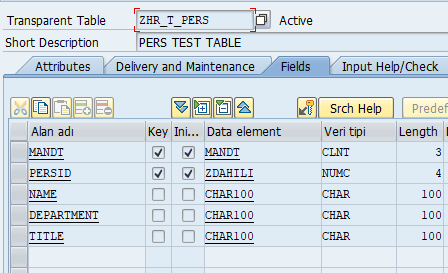 Transparent Table ZHR_T_PERS Active
Short Description PERS TEST TABLE
Attributes Delivery and Maintenance Fields Input Help/Check
Srch Help Predef
Alan adı Key Ini... Data element Veri tipi Length
MANDT MANDT CLNT 3
PERSID ZDAHILI NUMC 4
NAME CHAR100 CHAR 100
DEPARTMENT CHAR100 CHAR 100
TITLE CHAR100 CHAR 100